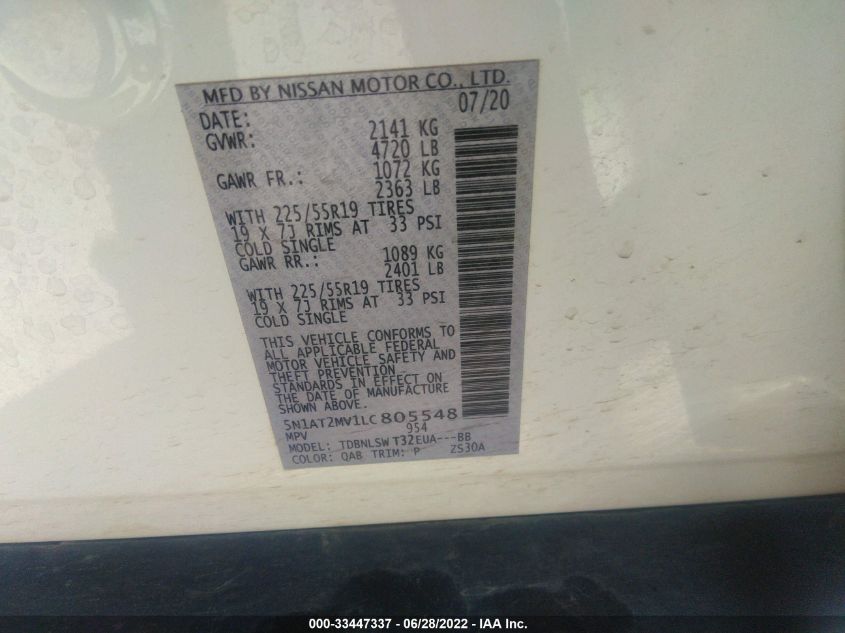 MFD BY NISSAN MOTOR CO., LTD.
DATE: 07/20
GVWR: 2141 KG
4720 LB
GAWR FR.: 1072 KG
2363 LB
WITH 225/55R19 TIRES
19 X 7J RIMS AT 33 PSI
COLD SINGLE
GAWR RR.: 1089 KG
2401 LB
WITH 225/55R19 TIRES
19 X 7J RIMS AT 33 PSI
COLD SINGLE
THIS VEHICLE CONFORMS TO
ALL APPLICABLE FEDERAL
MOTOR VEHICLE SAFETY AND
THEFT PREVENTION
STANDARDS IN EFFECT ON
THE DATE OF MANUFACTURE
SHOWN ABOVE.
5N1AT2MV1LC805548
MPV 954
MODEL: TDBNLSW T32EUA---BB
COLOR: QAB TRIM: P ZS30A
000-33447337 - 06/28/2022 - IAA Inc.